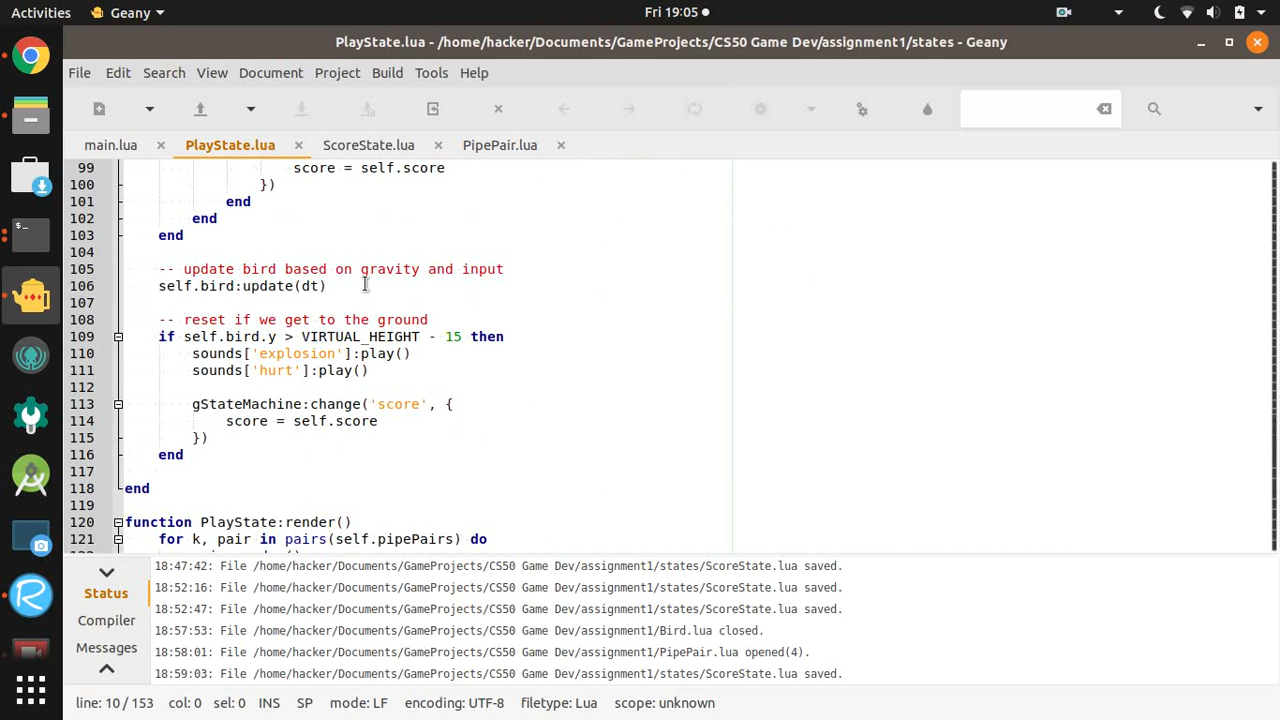 Activities Geany Fri 19:05
PlayState.lua - /home/hacker/Documents/GameProjects/CS50 Game Dev/assignment1/states - Geany
File Edit Search View Document Project Build Tools Help
main.lua PlayState.lua ScoreState.lua PipePair.lua
99 score = self.score
100 })
101 end
102 end
103 end
104
105 -- update bird based on gravity and input
106 self.bird:update(dt)
107
108 -- reset if we get to the ground
109 if self.bird.y > VIRTUAL_HEIGHT - 15 then
110 sounds['explosion']:play()
111 sounds['hurt']:play()
112
113 gStateMachine:change('score', {
114 score = self.score
115 })
116 end
117
118 end
119
120 function PlayState:render()
121 for k, pair in pairs(self.pipePairs) do
Status
Compiler
Messages
18:47:42: File /home/hacker/Documents/GameProjects/CS50 Game Dev/assignment1/states/ScoreState.lua saved.
18:52:16: File /home/hacker/Documents/GameProjects/CS50 Game Dev/assignment1/states/ScoreState.lua saved.
18:52:47: File /home/hacker/Documents/GameProjects/CS50 Game Dev/assignment1/states/ScoreState.lua saved.
18:57:53: File /home/hacker/Documents/GameProjects/CS50 Game Dev/assignment1/Bird.lua closed.
18:58:01: File /home/hacker/Documents/GameProjects/CS50 Game Dev/assignment1/PipePair.lua opened(4).
18:59:03: File /home/hacker/Documents/GameProjects/CS50 Game Dev/assignment1/states/ScoreState.lua saved.
line: 10 / 153 col: 0 sel: 0 INS SP mode: LF encoding: UTF-8 filetype: Lua scope: unknown